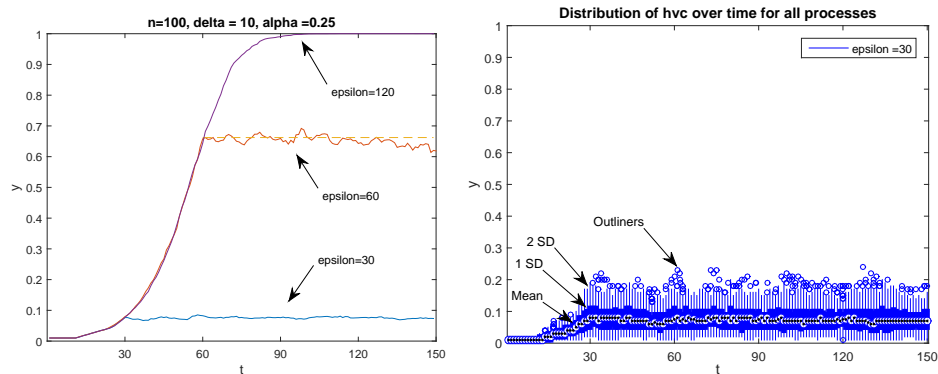 n=100, delta = 10, alpha =0.25
1
0.9
0.8
0.7
0.6
0.5
0.4
0.3
0.2
0.1
0
y
epsilon=120
epsilon=60
epsilon=30
30 60 90 120 150
t
Distribution of hvc over time for all processes
epsilon =30
1
0.9
0.8
0.7
0.6
0.5
0.4
0.3
0.2
0.1
0
y
Outliners
2 SD
1 SD
Mean
30 60 90 120 150
t